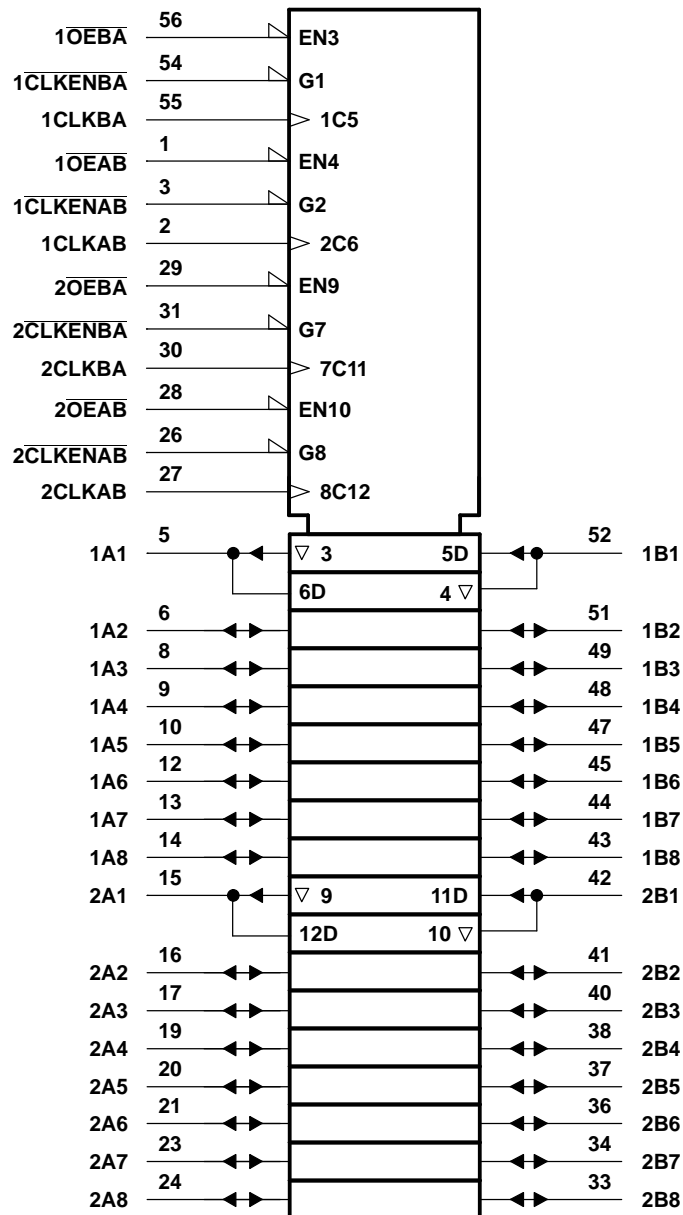 1OEBA 56 EN3
1CLKENBA 54 G1
1CLKBA 55 1C5
1OEAB 1 EN4
1CLKENAB 3 G2
1CLKAB 2 2C6
2OEBA 29 EN9
2CLKENBA 31 G7
2CLKBA 30 7C11
2OEAB 28 EN10
2CLKENAB 26 G8
2CLKAB 27 8C12
1A1 5 ▽ 3 5D 52 1B1
6D 4 ▽
1A2 6 51 1B2
1A3 8 49 1B3
1A4 9 48 1B4
1A5 10 47 1B5
1A6 12 45 1B6
1A7 13 44 1B7
1A8 14 43 1B8
2A1 15 ▽ 9 11D 42 2B1
12D 10 ▽
2A2 16 41 2B2
2A3 17 40 2B3
2A4 19 38 2B4
2A5 20 37 2B5
2A6 21 36 2B6
2A7 23 34 2B7
2A8 24 33 2B8